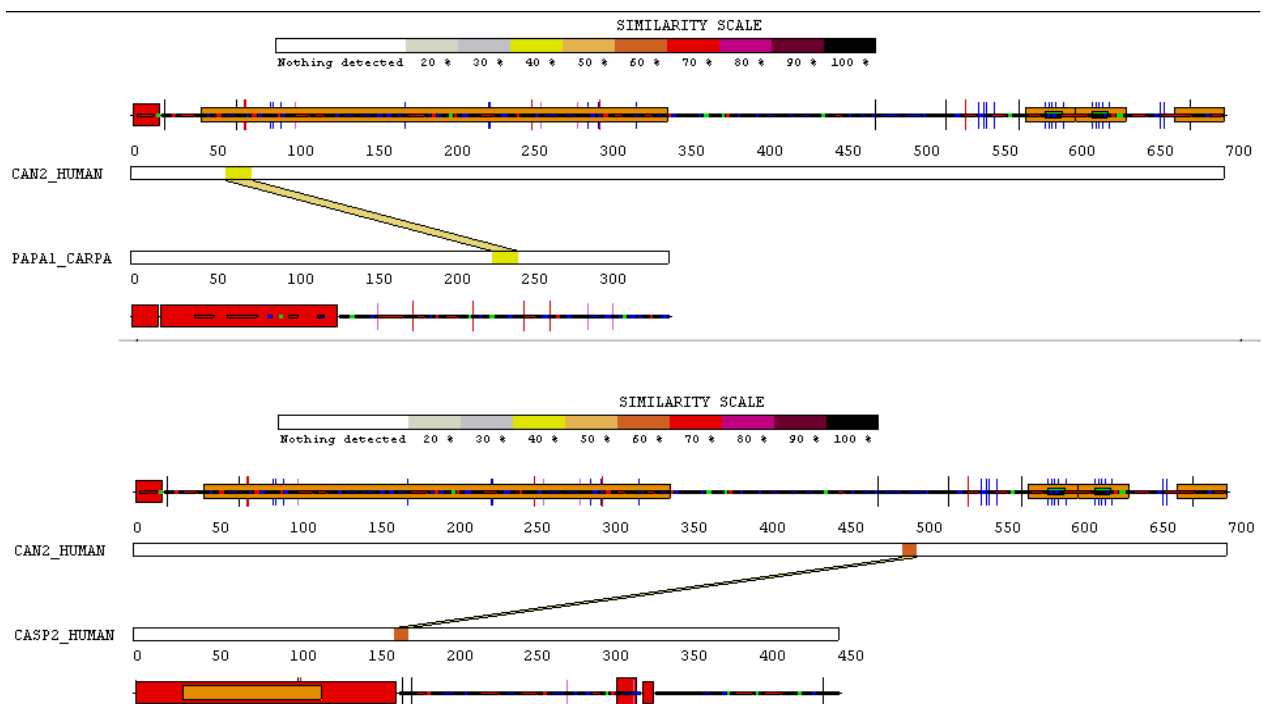 SIMILARITY SCALE
Nothing detected 20 % 30 % 40 % 50 % 60 % 70 % 80 % 90 % 100 %
0 50 100 150 200 250 300 350 400 450 500 550 600 650 700
CAN2_HUMAN
PAPA1_CARPA
0 50 100 150 200 250 300
SIMILARITY SCALE
Nothing detected 20 % 30 % 40 % 50 % 60 % 70 % 80 % 90 % 100 %
0 50 100 150 200 250 300 350 400 450 500 550 600 650 700
CAN2_HUMAN
CASP2_HUMAN
0 50 100 150 200 250 300 350 400 450